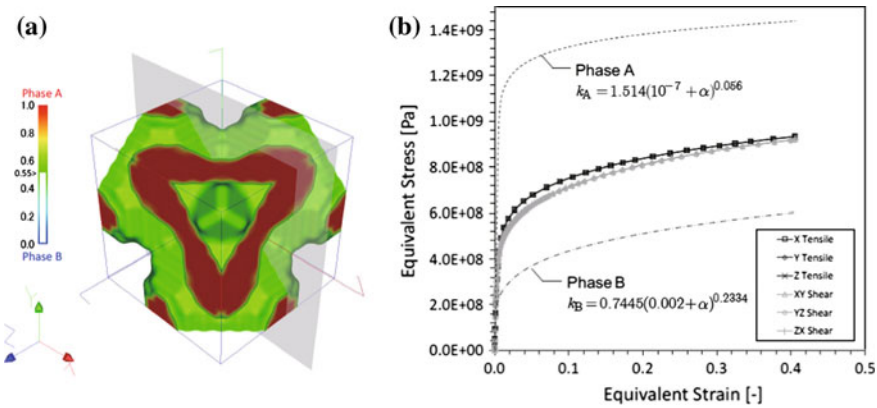 (a)
Phase A
1.0
0.8
0.6
0.55>
0.4
0.2
0.0
Phase B
(b)
Equivalent Stress [Pa]
1.4E+09
1.2E+09
1.0E+09
8.0E+08
6.0E+08
4.0E+08
2.0E+08
0.0E+00
Phase A
k_A = 1.514(10^-7 + α)^0.056
Phase B
k_B = 0.7445(0.002+α)^0.2334
X Tensile
Y Tensile
Z Tensile
XY Shear
YZ Shear
ZX Shear
0.0
0.1
0.2
0.3
0.4
0.5
Equivalent Strain [-]